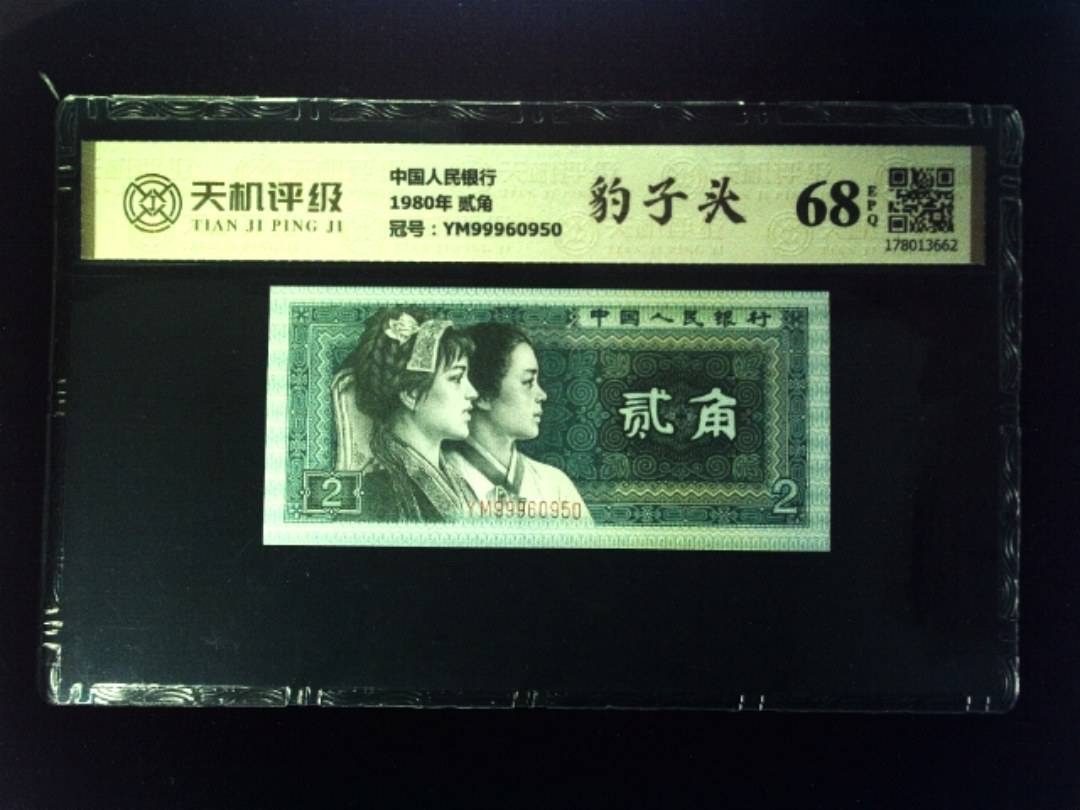 天机评级
TIAN JI PING JI
中国人民银行
1980年 贰角
冠号：YM99960950
豹子头
68
EPQ
178013662
中国人民银行
贰角
2
2
YM99960950